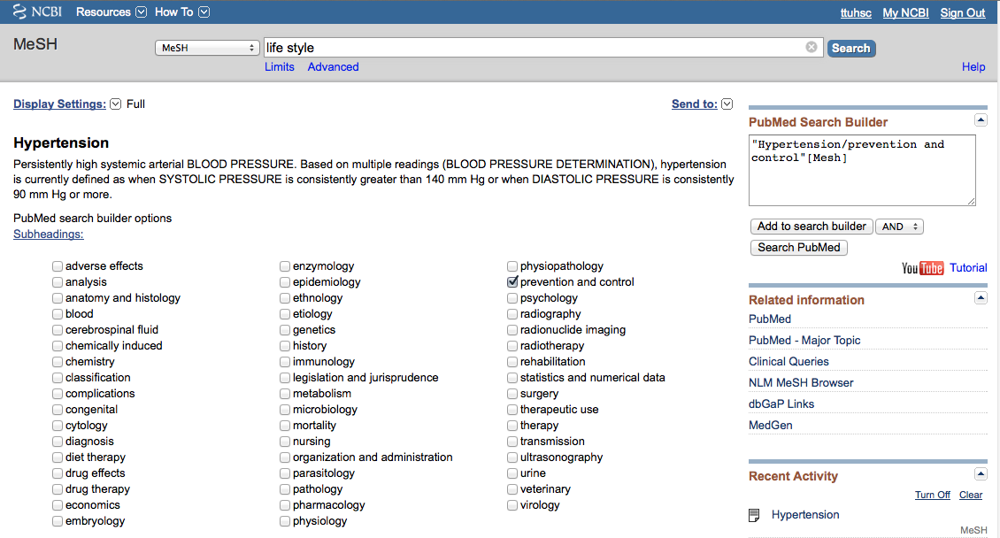 NCBI Resources How To ttuhsc My NCBI Sign Out
MeSH MeSH life style Search
Limits Advanced Help
Display Settings: Full Send to:
Hypertension
Persistently high systemic arterial BLOOD PRESSURE. Based on multiple readings (BLOOD PRESSURE DETERMINATION), hypertension
is currently defined as when SYSTOLIC PRESSURE is consistently greater than 140 mm Hg or when DIASTOLIC PRESSURE is consistently
90 mm Hg or more.
PubMed search builder options
Subheadings:
adverse effects
analysis
anatomy and histology
blood
cerebrospinal fluid
chemically induced
chemistry
classification
complications
congenital
cytology
diagnosis
diet therapy
drug effects
drug therapy
economics
embryology
enzymology
epidemiology
ethnology
etiology
genetics
history
immunology
legislation and jurisprudence
metabolism
microbiology
mortality
nursing
organization and administration
parasitology
pathology
pharmacology
physiology
physiopathology
prevention and control
psychology
radiography
radionuclide imaging
radiotherapy
rehabilitation
statistics and numerical data
surgery
therapeutic use
therapy
transmission
ultrasonography
urine
veterinary
virology
PubMed Search Builder
"Hypertension/prevention and
control"[Mesh]
Add to search builder AND
Search PubMed
YouTube Tutorial
Related information
PubMed
PubMed - Major Topic
Clinical Queries
NLM MeSH Browser
dbGaP Links
MedGen
Recent Activity
Turn Off Clear
Hypertension
MeSH